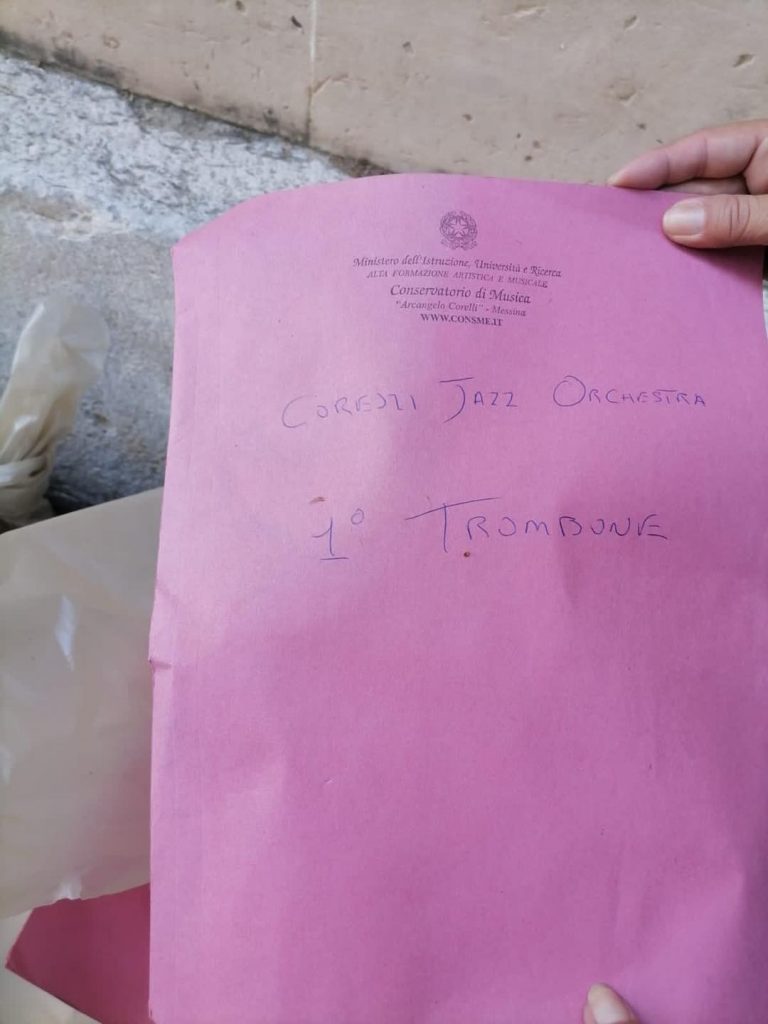 Ministero dell'Istruzione, Università e Ricerca
ALTA FORMAZIONE ARTISTICA E MUSICALE
Conservatorio di Musica
"Arcangelo Corelli" - Messina
WWW.CONSME.IT
CORELLI JAZZ ORCHESTRA
1° TROMBONE